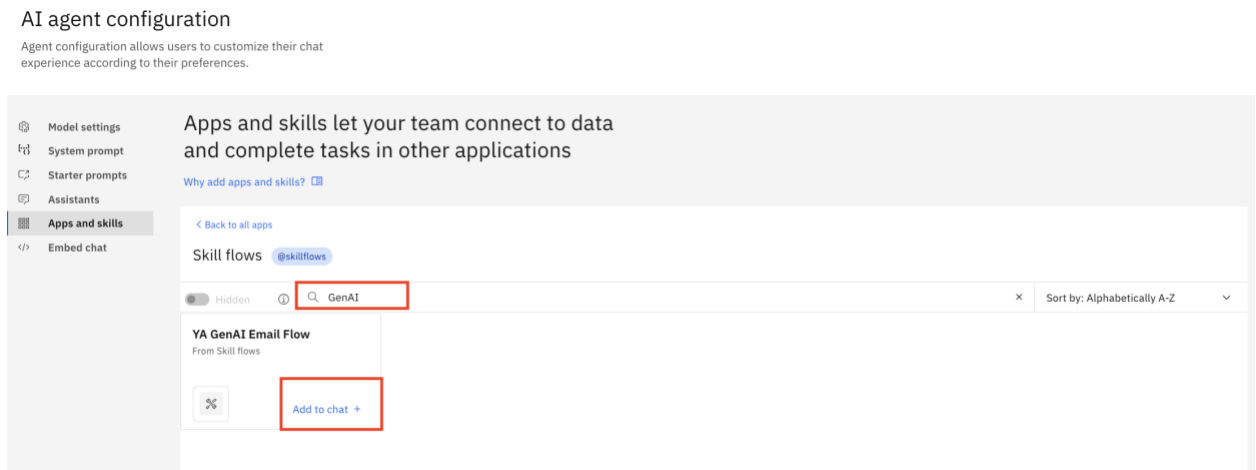 AI agent configuration
Agent configuration allows users to customize their chat
experience according to their preferences.
Model settings
System prompt
Starter prompts
Assistants
Apps and skills
Embed chat
Apps and skills let your team connect to data
and complete tasks in other applications
Why add apps and skills?
Back to all apps
Skill flows @skillflows
Hidden GenAI Sort by: Alphabetically A-Z
YA GenAI Email Flow
From Skill flows
Add to chat +